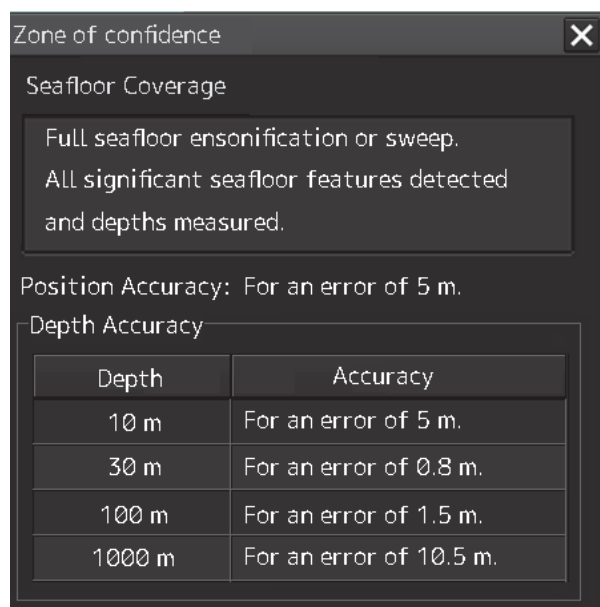 Zone of confidence
Seafloor Coverage
Full seafloor ensonification or sweep.
All significant seafloor features detected
and depths measured.
Position Accuracy: For an error of 5 m.
Depth Accuracy
Depth Accuracy
10 m For an error of 5 m.
30 m For an error of 0.8 m.
100 m For an error of 1.5 m.
1000 m For an error of 10.5 m.